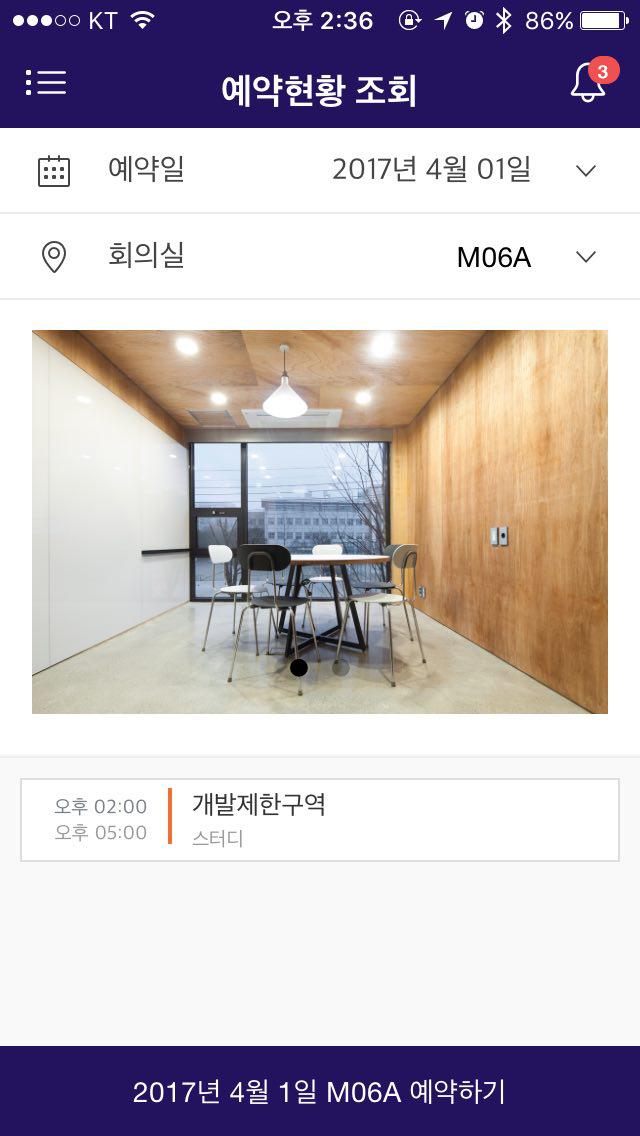 KT 오후 2:36 86%
예약현황 조회 3
예약일 2017년 4월 01일
회의실 M06A
오후 02:00 개발제한구역
오후 05:00 스터디
2017년 4월 1일 M06A 예약하기